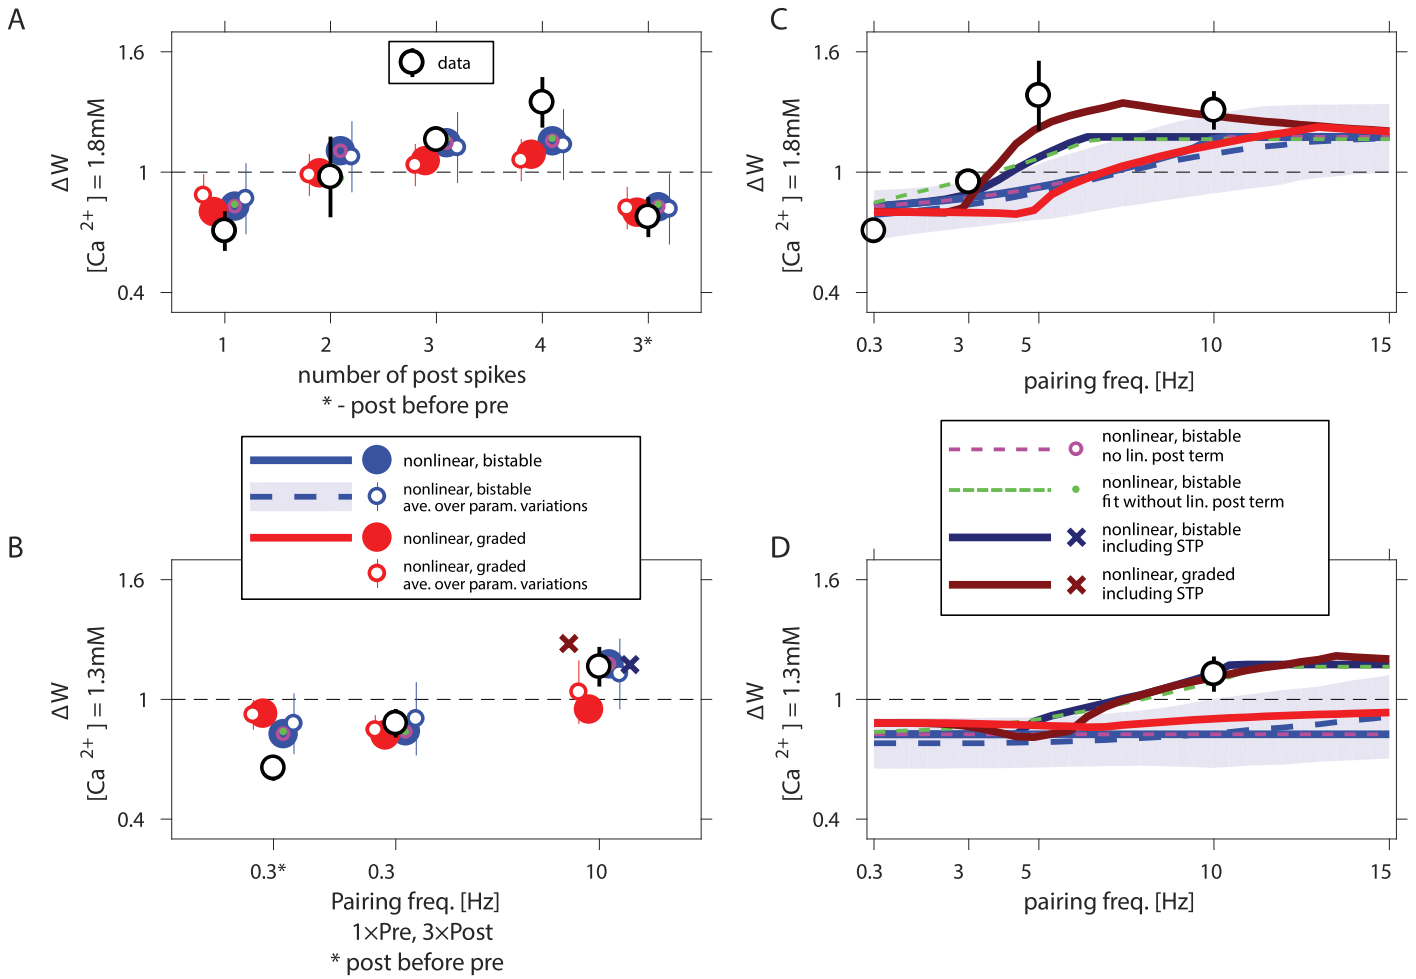 A
1.6
1
0.4
ΔW
[Ca 2+] = 1.8mM
data
1
2
3
4
3*
number of post spikes
* - post before pre
C
1.6
1
0.4
ΔW
[Ca 2+] = 1.8mM
0.3
3
5
10
15
pairing freq. [Hz]
nonlinear, bistable
nonlinear, bistable
ave. over param. variations
nonlinear, graded
nonlinear, graded
ave. over param. variations
nonlinear, bistable
no lin. post term
nonlinear, bistable
fit without lin. post term
nonlinear, bistable
including STP
nonlinear, graded
including STP
B
1.6
1
0.4
ΔW
[Ca 2+] = 1.3mM
0.3*
0.3
10
Pairing freq. [Hz]
1×Pre, 3×Post
* post before pre
D
1.6
1
0.4
ΔW
[Ca 2+] = 1.3mM
0.3
3
5
10
15
pairing freq. [Hz]